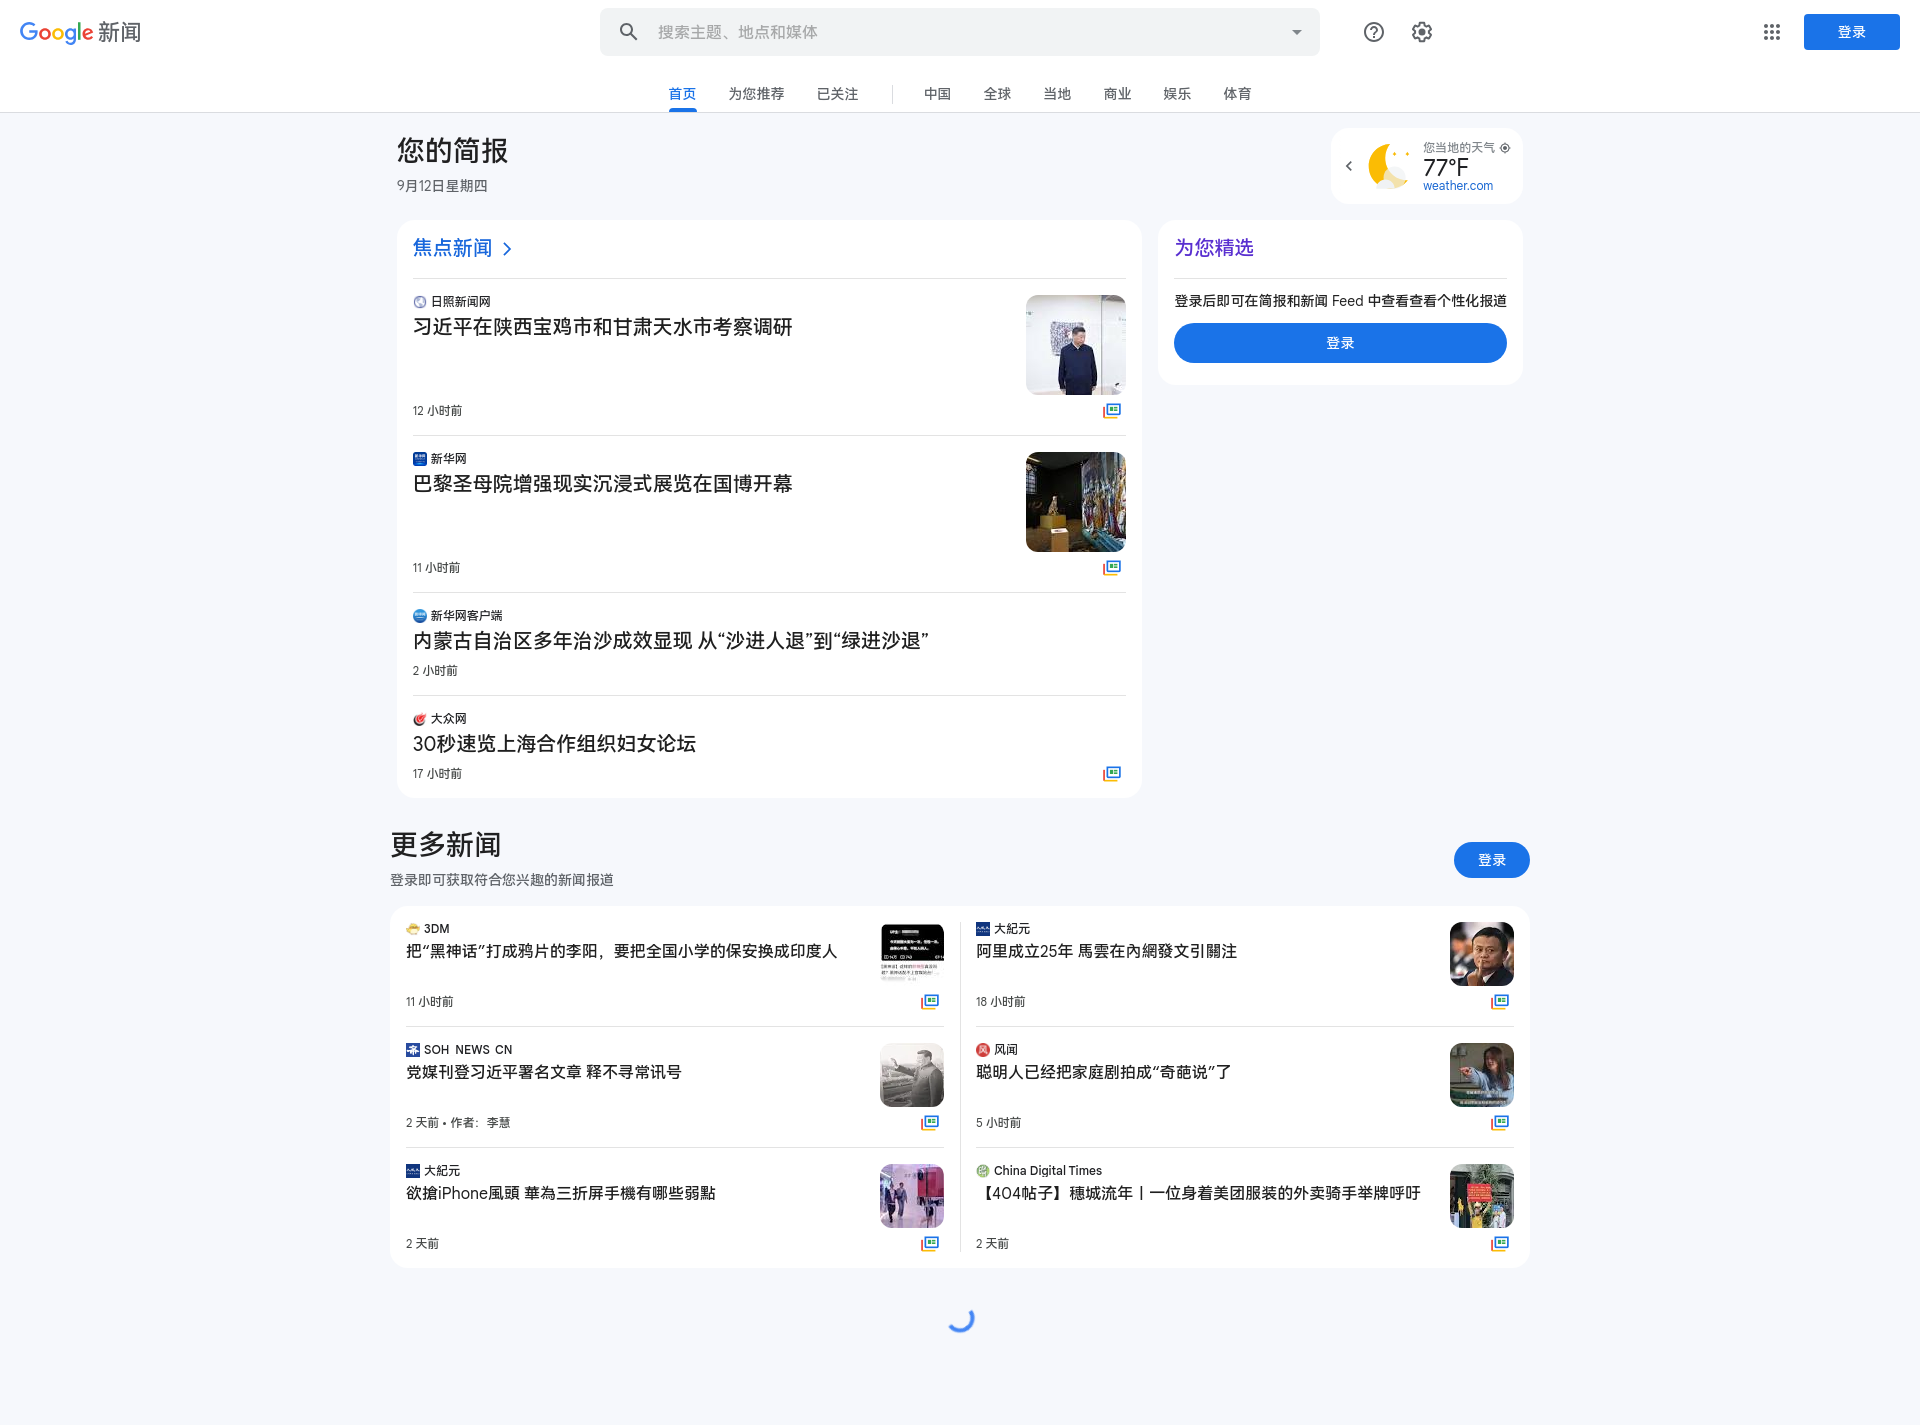 Google 新闻
搜索主题、地点和媒体
登录
首页
为您推荐
已关注
中国
全球
当地
商业
娱乐
体育
您的简报
9月12日星期四
您当地的天气
77°F
weather.com
焦点新闻
日照新闻网
习近平在陕西宝鸡市和甘肃天水市考察调研
12 小时前
新华网
巴黎圣母院增强现实沉浸式展览在国博开幕
11 小时前
新华网客户端
内蒙古自治区多年治沙成效显现 从“沙进人退”到“绿进沙退”
2 小时前
大众网
30秒速览上海合作组织妇女论坛
17 小时前
为您精选
登录后即可在简报和新闻 Feed 中查看查看个性化报道
登录
更多新闻
登录即可获取符合您兴趣的新闻报道
登录
3DM
把“黑神话”打成鸦片的李阳，要把全国小学的保安换成印度人
11 小时前
大紀元
阿里成立25年 馬雲在內網發文引關注
18 小时前
SOH NEWS CN
党媒刊登习近平署名文章 释不寻常讯号
2 天前 • 作者：李慧
风闻
聪明人已经把家庭剧拍成“奇葩说”了
5 小时前
大紀元
欲搶iPhone風頭 華為三折屏手機有哪些弱點
2 天前
China Digital Times
【404帖子】穗城流年丨一位身着美团服装的外卖骑手举牌呼吁
2 天前